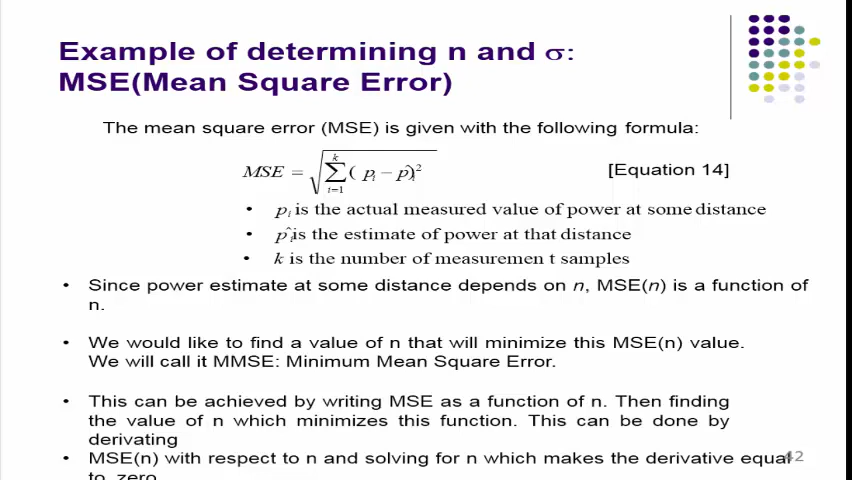 Example of determining n and σ:
MSE(Mean Square Error)
The mean square error (MSE) is given with the following formula:
MSE = √ ∑ᵢ₌₁ᵏ ( pᵢ − p̂ᵢ)² [Equation 14]
• pᵢ is the actual measured value of power at some distance
• p̂ᵢ is the estimate of power at that distance
• k is the number of measuremen t samples
• Since power estimate at some distance depends on n, MSE(n) is a function of
n.
• We would like to find a value of n that will minimize this MSE(n) value.
We will call it MMSE: Minimum Mean Square Error.
• This can be achieved by writing MSE as a function of n. Then finding
the value of n which minimizes this function. This can be done by
derivating
• MSE(n) with respect to n and solving for n which makes the derivative equal
to zero
42